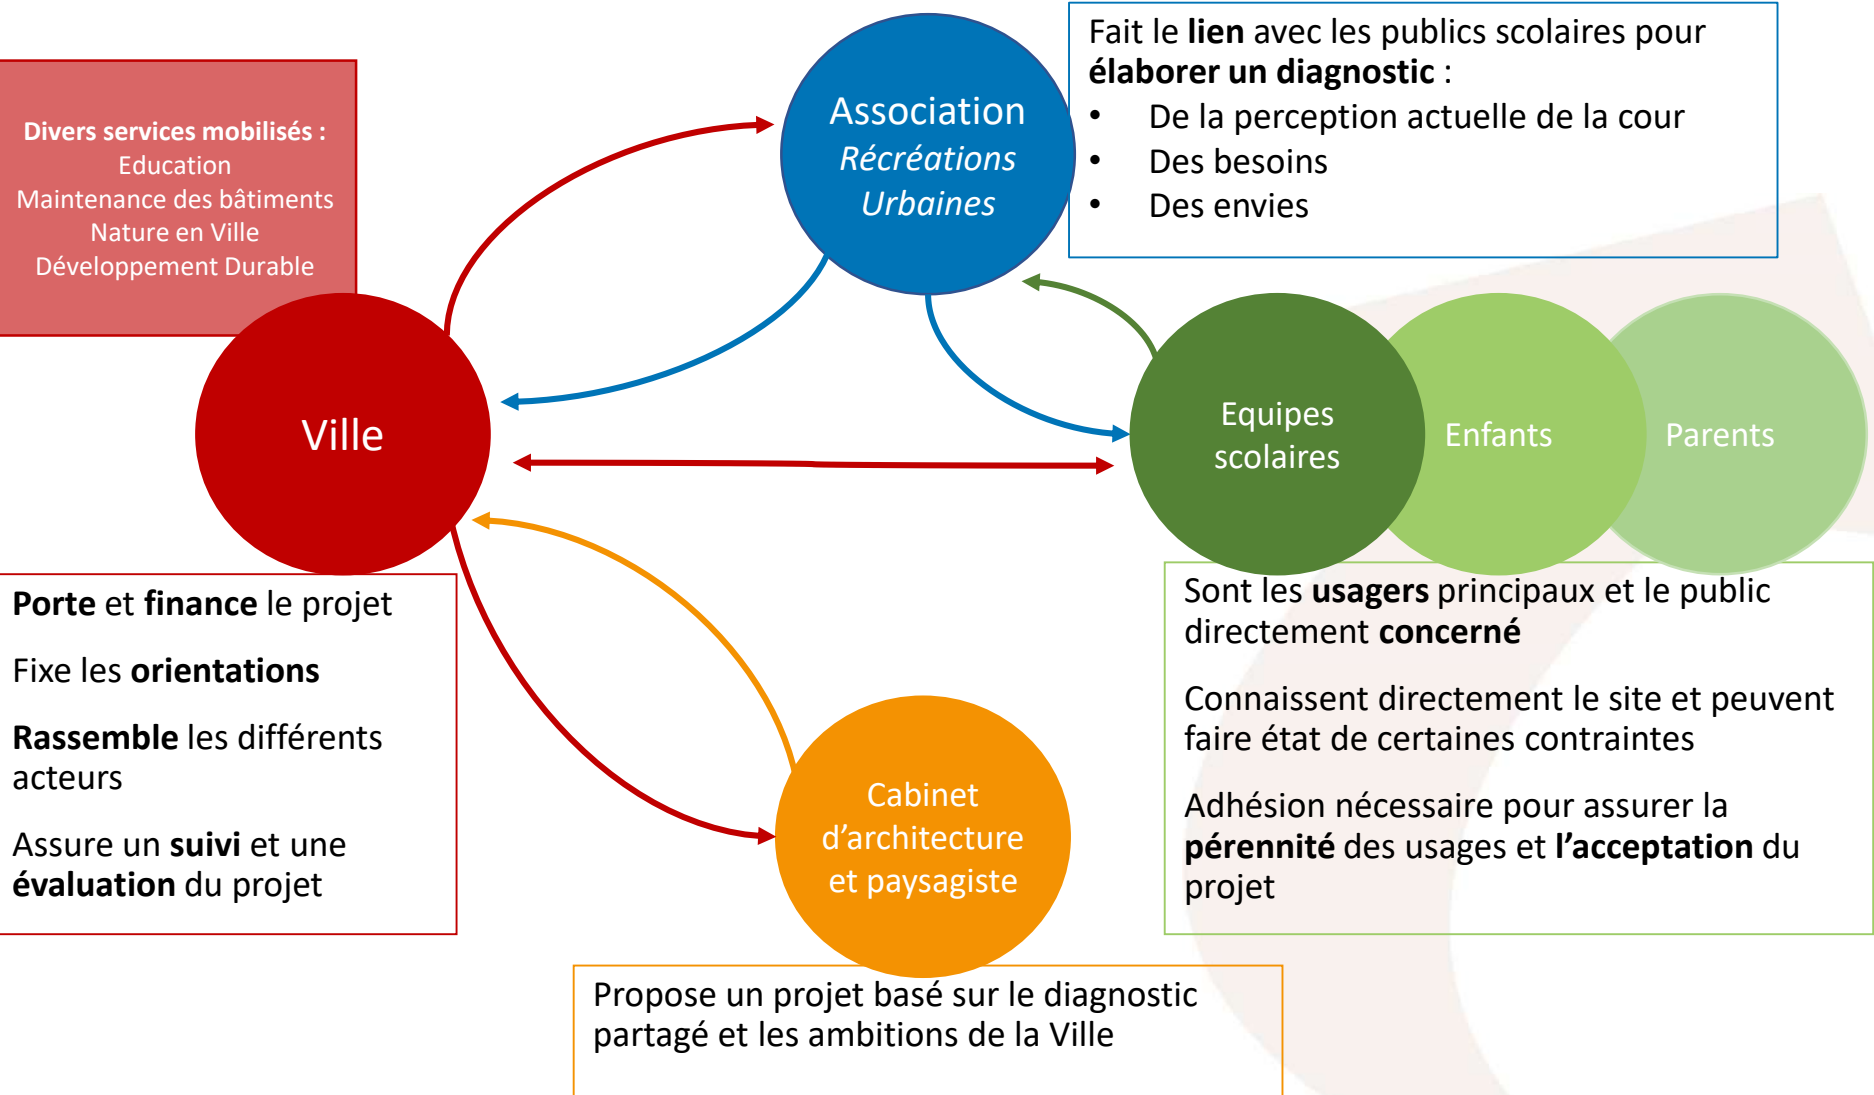 Divers services mobilisés :
Education
Maintenance des bâtiments
Nature en Ville
Développement Durable
Association
Récréations
Urbaines
Fait le lien avec les publics scolaires pour
élaborer un diagnostic :
• De la perception actuelle de la cour
• Des besoins
• Des envies
Ville
Equipes
scolaires
Enfants
Parents
Porte et finance le projet
Fixe les orientations
Rassemble les différents
acteurs
Assure un suivi et une
évaluation du projet
Cabinet
d’architecture
et paysagiste
Sont les usagers principaux et le public
directement concerné
Connaissent directement le site et peuvent
faire état de certaines contraintes
Adhésion nécessaire pour assurer la
pérennité des usages et l’acceptation du
projet
Propose un projet basé sur le diagnostic
partagé et les ambitions de la Ville